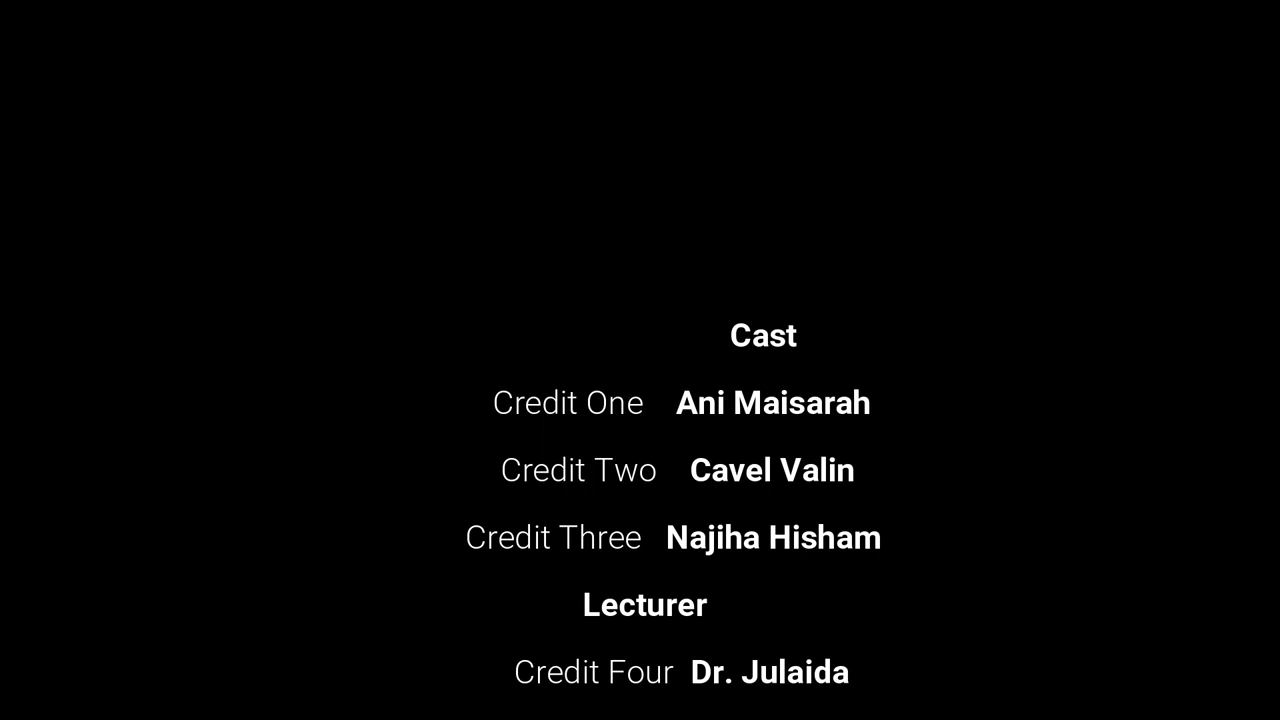 Cast
Credit One Ani Maisarah
Credit Two Cavel Valin
Credit Three Najiha Hisham
Lecturer
Credit Four Dr. Julaida